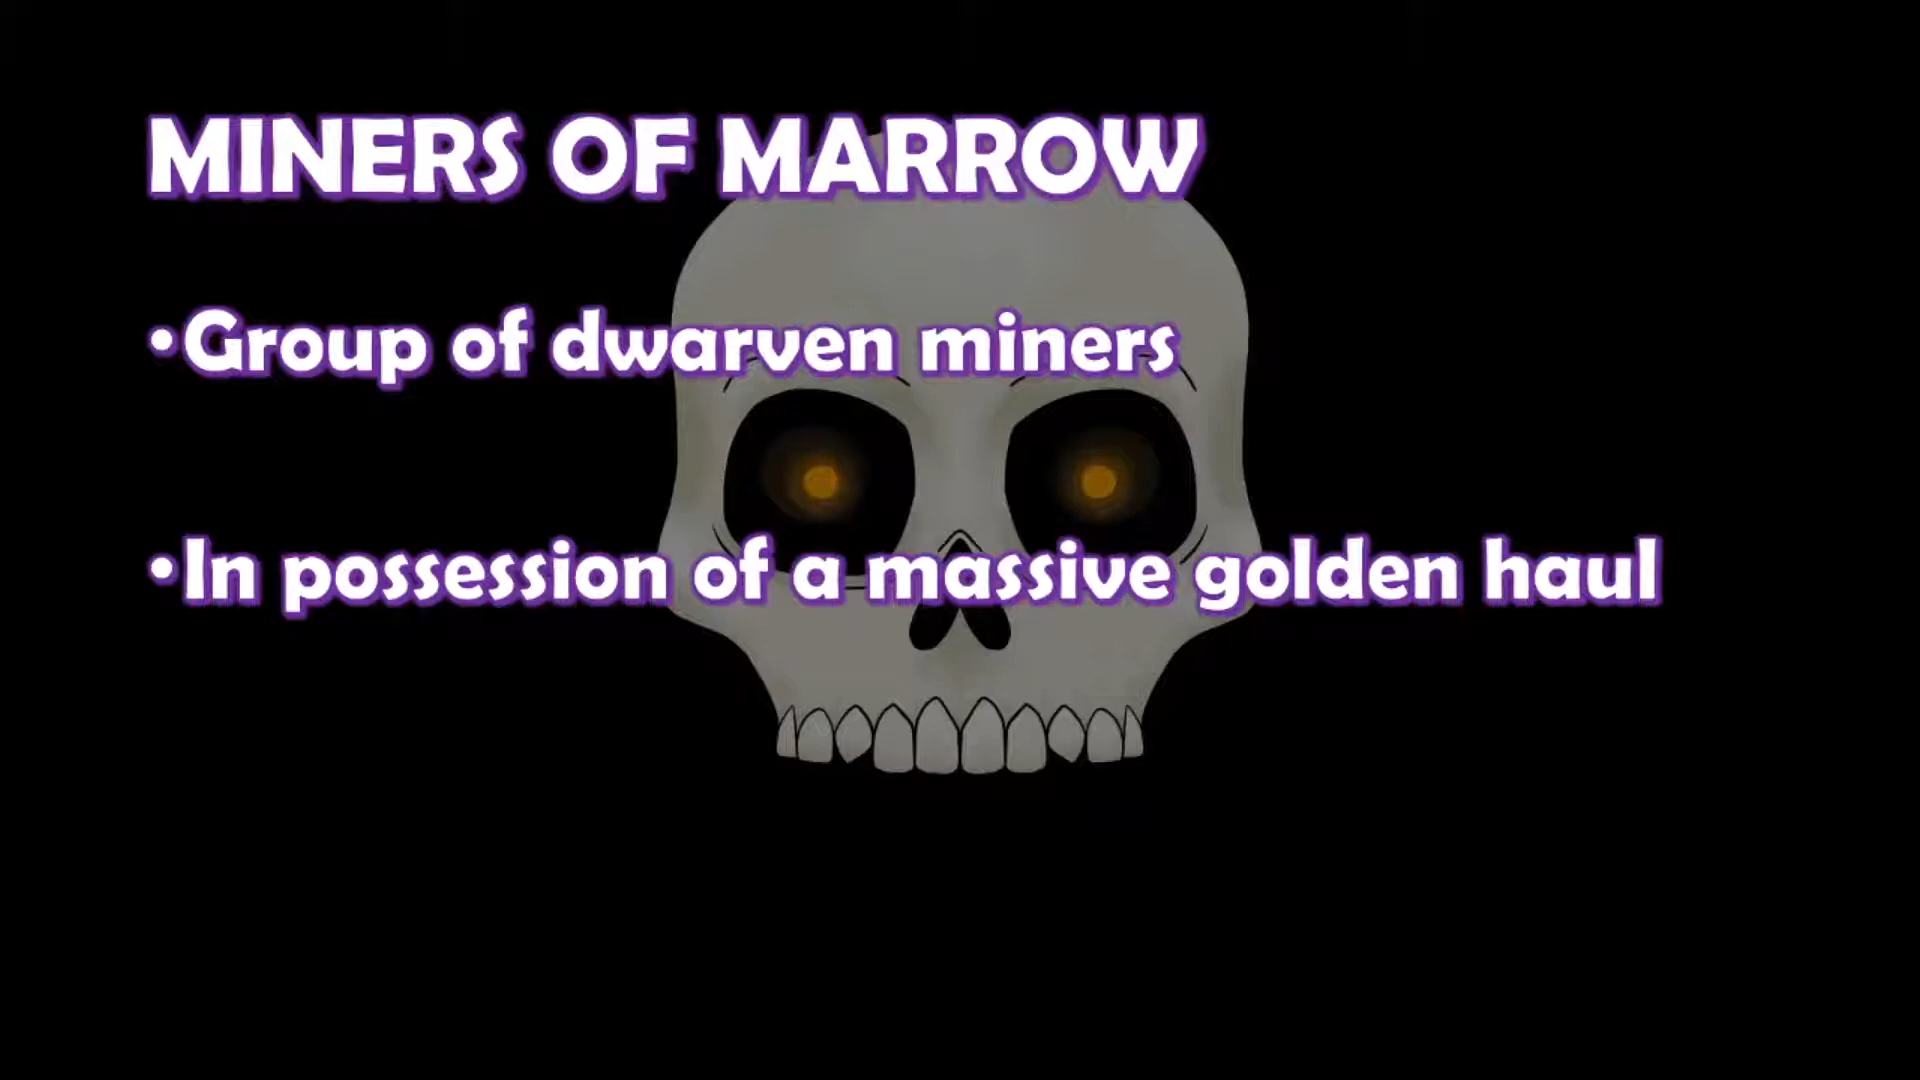 MINERS OF MARROW
•Group of dwarven miners
•In possession of a massive golden haul